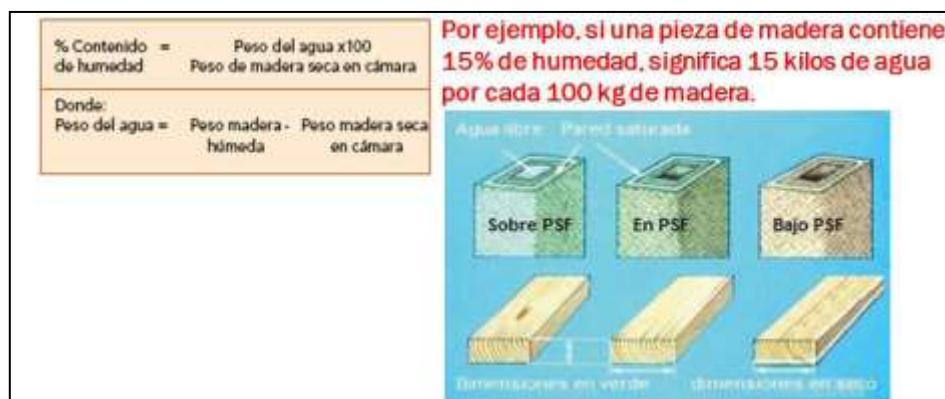 % Contenido = Peso del agua x100
de humedad Peso de madera seca en cámara
Donde:
Peso del agua = Peso madera - Peso madera seca
húmeda en cámara
Por ejemplo, si una pieza de madera contiene
15% de humedad, significa 15 kilos de agua
por cada 100 kg de madera.
Agua libre Pared saturada
Sobre PSF En PSF Bajo PSF
Dimensiones en verde dimensiones en seco